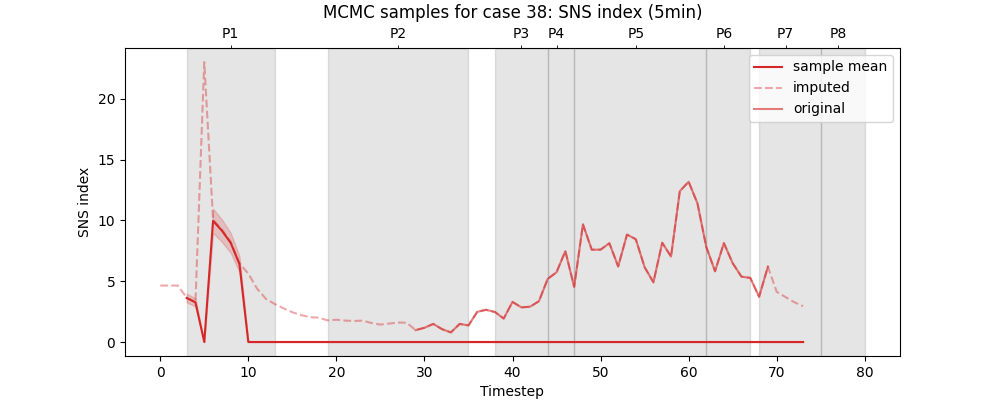 MCMC samples for case 38: SNS index (5min)
P1 P2 P3 P4 P5 P6 P7 P8
sample mean
imputed
original
20
15
10
5
0
SNS index
0 10 20 30 40 50 60 70 80
Timestep